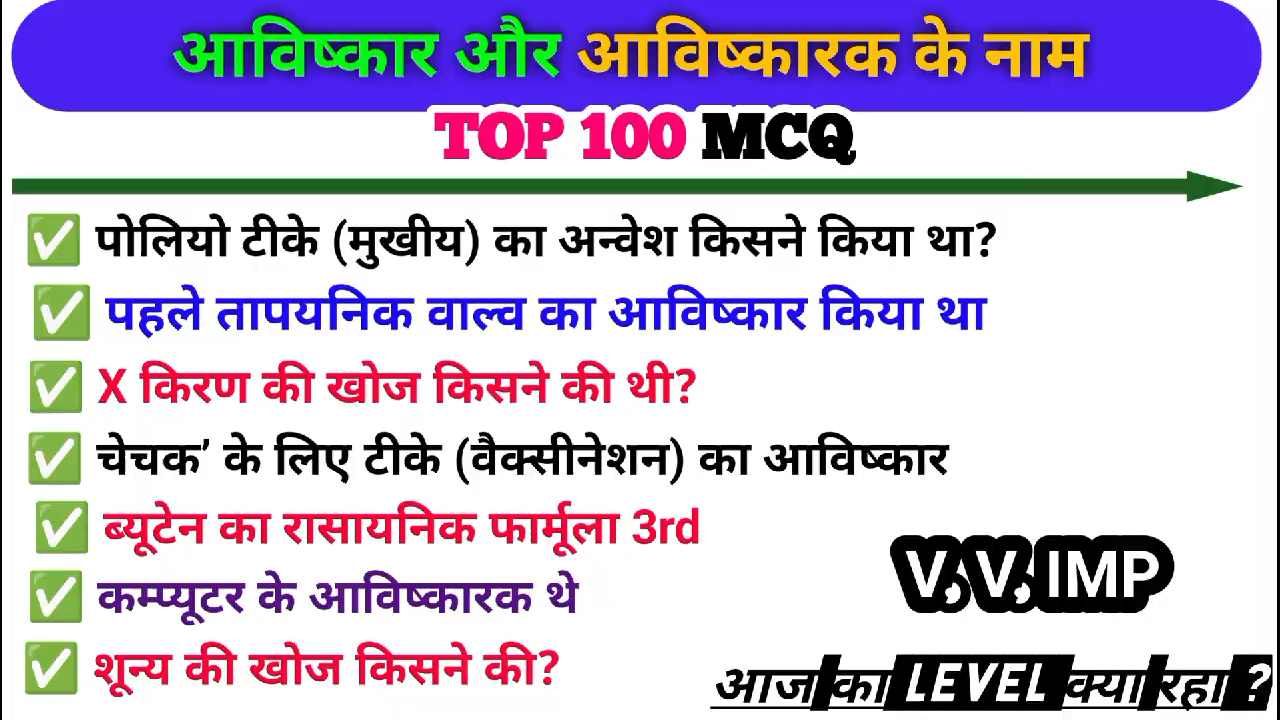 आविष्कार और आविष्कारक के नाम
TOP 100 MCQ
✅ पोलियो टीके (मुखीय) का अन्वेश किसने किया था?
✅ पहले तापयनिक वाल्व का आविष्कार किया था
✅ X किरण की खोज किसने की थी?
✅ चेचक’ के लिए टीके (वैक्सीनेशन) का आविष्कार
✅ ब्यूटेन का रासायनिक फार्मूला 3rd
✅ कम्प्यूटर के आविष्कारक थे
✅ शून्य की खोज किसने की?
V.V.IMP
आज का LEVEL क्या रहा ?